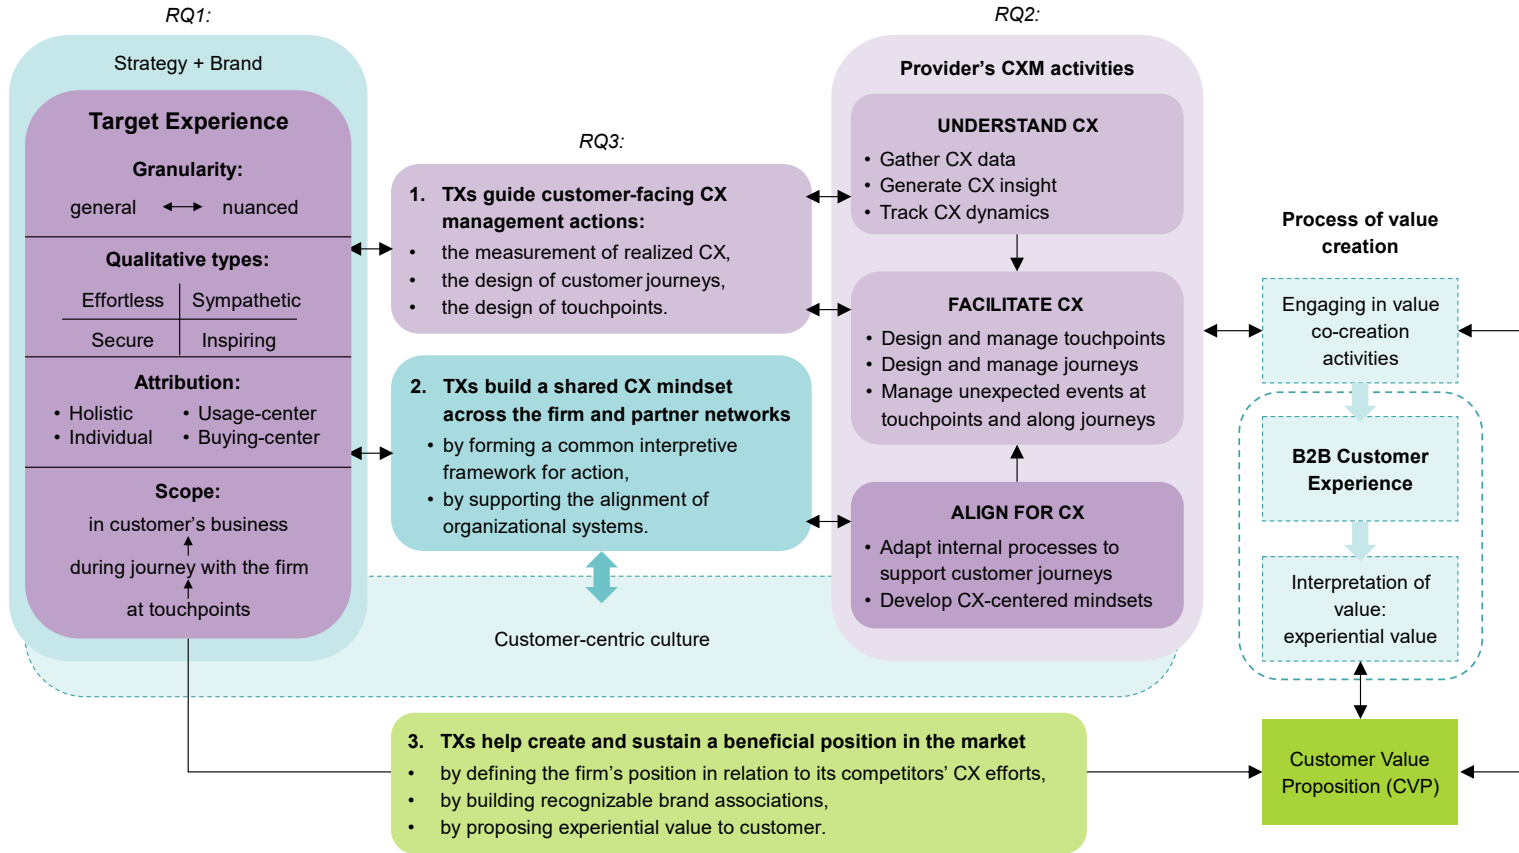 RQ1:
Strategy + Brand
Target Experience
Granularity:
general nuanced
Qualitative types:
Effortless Sympathetic
Secure Inspiring
Attribution:
• Holistic • Usage-center
• Individual • Buying-center
Scope:
in customer's business
during journey with the firm
at touchpoints
RQ3:
1. TXs guide customer-facing CX
management actions:
• the measurement of realized CX,
• the design of customer journeys,
• the design of touchpoints.
2. TXs build a shared CX mindset
across the firm and partner networks
• by forming a common interpretive
framework for action,
• by supporting the alignment of
organizational systems.
Customer-centric culture
3. TXs help create and sustain a beneficial position in the market
• by defining the firm's position in relation to its competitors' CX efforts,
• by building recognizable brand associations,
• by proposing experiential value to customer.
RQ2:
Provider's CXM activities
UNDERSTAND CX
• Gather CX data
• Generate CX insight
• Track CX dynamics
FACILITATE CX
• Design and manage touchpoints
• Design and manage journeys
• Manage unexpected events at
touchpoints and along journeys
ALIGN FOR CX
• Adapt internal processes to
support customer journeys
• Develop CX-centered mindsets
Process of value
creation
Engaging in value
co-creation
activities
B2B Customer
Experience
Interpretation of
value:
experiential value
Customer Value
Proposition (CVP)